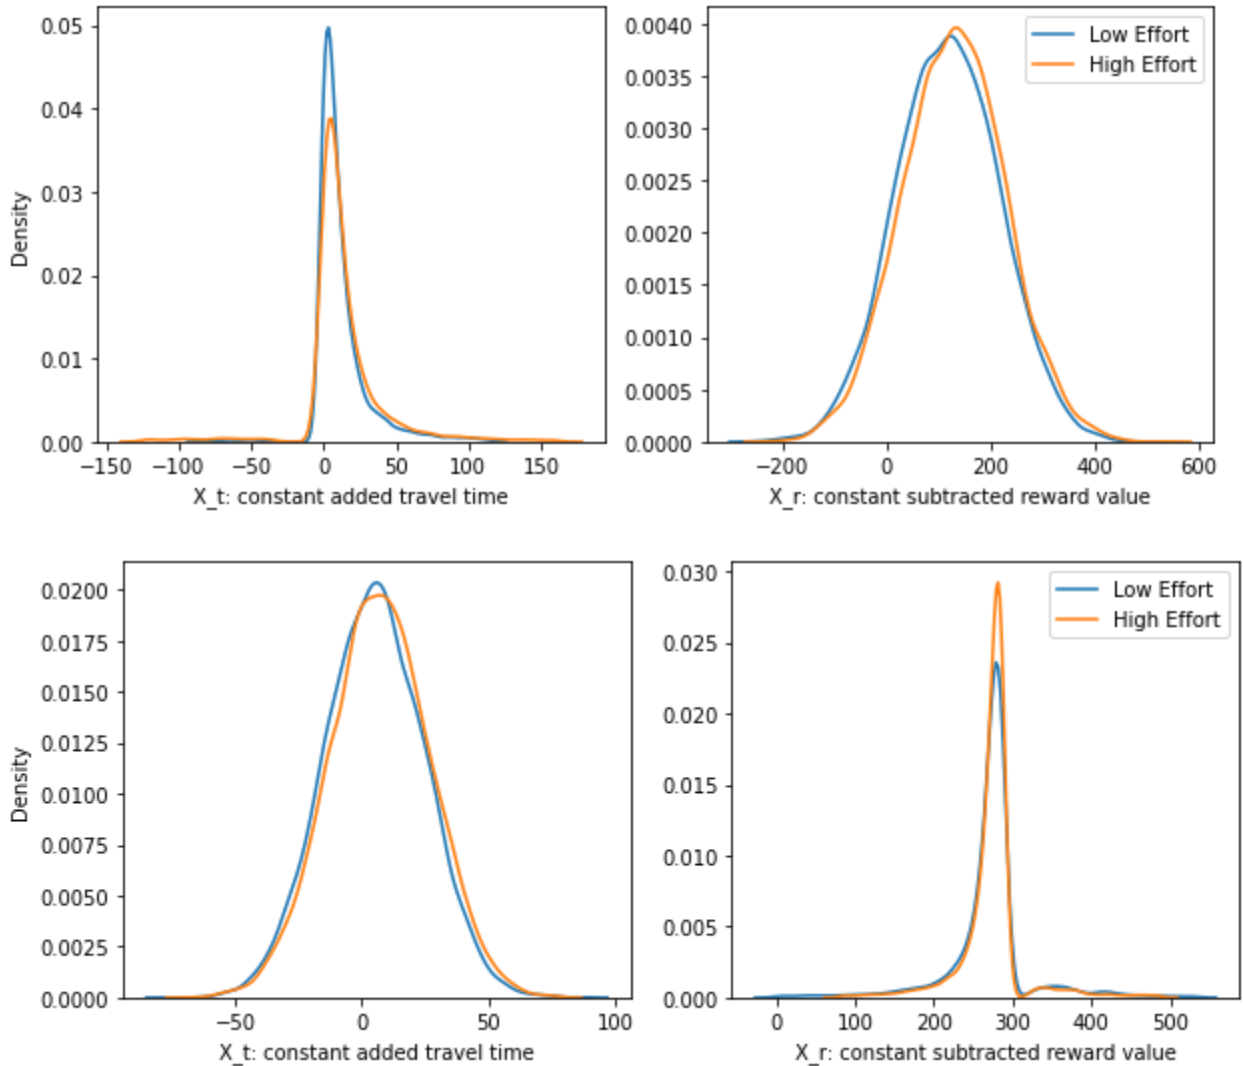 0.05
0.04
0.03
0.02
0.01
0.00
Density
−150 −100 −50 0 50 100 150
X_t: constant added travel time
0.0040
0.0035
0.0030
0.0025
0.0020
0.0015
0.0010
0.0005
0.0000
Low Effort
High Effort
−200 0 200 400 600
X_r: constant subtracted reward value
0.0200
0.0175
0.0150
0.0125
0.0100
0.0075
0.0050
0.0025
0.0000
Density
−50 0 50 100
X_t: constant added travel time
0.030
0.025
0.020
0.015
0.010
0.005
0.000
Low Effort
High Effort
0 100 200 300 400 500
X_r: constant subtracted reward value